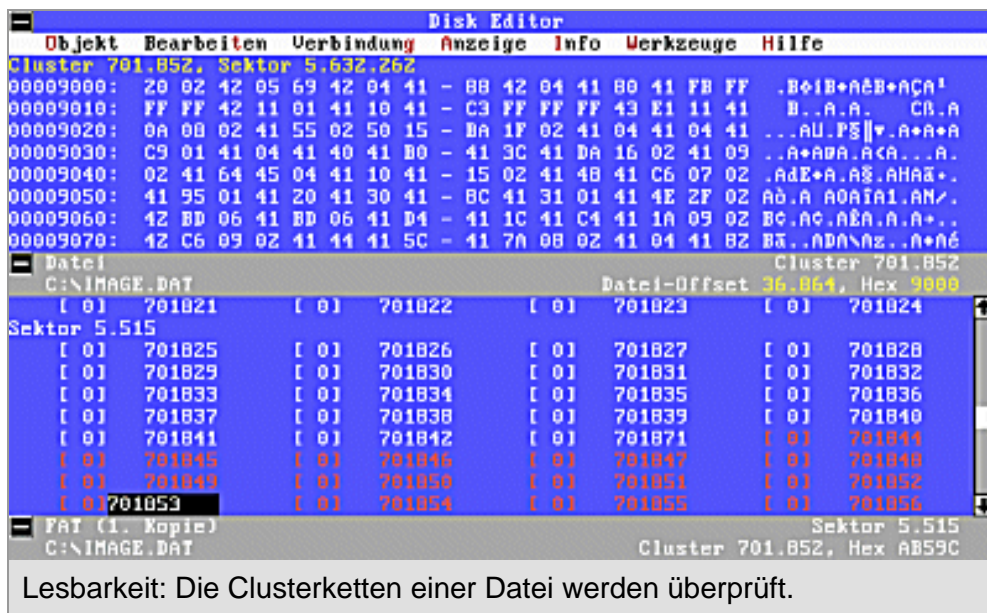 Disk Editor
Objekt Bearbeiten Verbindung Anzeige Info Werkzeuge Hilfe
Cluster 701.852, Sektor 5.632.262
00009000: 20 02 42 05 69 42 04 41 - 88 42 04 41 80 41 FB FF
00009010: FF FF 42 11 01 41 10 41 - C3 FF FF FF 43 E1 11 41
00009020: 0A 08 02 41 55 02 50 15 - BA 1F 02 41 04 41 04 41
00009030: C9 01 41 04 41 40 41 B0 - 41 3C 41 DA 16 02 41 09
00009040: 02 41 64 45 04 41 10 41 - 15 02 41 48 41 C6 07 02
00009050: 41 95 01 41 20 41 30 41 - 8C 41 31 01 41 4E 2F 02
00009060: 42 BD 06 41 BD 06 41 D4 - 41 1C 41 C4 41 1A 09 02
00009070: 42 C6 09 02 41 44 41 5C - 41 7A 08 02 41 04 41 82
Datei Cluster 701.852
C:\IMAGE.DAT Datei-Offset 36.864, Hex 9000
[ 0] 701821 [ 0] 701822 [ 0] 701823 [ 0] 701824
Sektor 5.515
[ 0] 701825 [ 0] 701826 [ 0] 701827 [ 0] 701828
[ 0] 701829 [ 0] 701830 [ 0] 701831 [ 0] 701832
[ 0] 701833 [ 0] 701834 [ 0] 701835 [ 0] 701836
[ 0] 701837 [ 0] 701838 [ 0] 701839 [ 0] 701840
[ 0] 701841 [ 0] 701842 [ 0] 701871 [ 0] 701844
[ 0] 701845 [ 0] 701846 [ 0] 701847 [ 0] 701848
[ 0] 701849 [ 0] 701850 [ 0] 701851 [ 0] 701852
[ 0] 701853 [ 0] 701854 [ 0] 701855 [ 0] 701856
FAT (1. Kopie) Sektor 5.515
C:\IMAGE.DAT Cluster 701.852, Hex AB59C
Lesbarkeit: Die Clusterketten einer Datei werden überprüft.